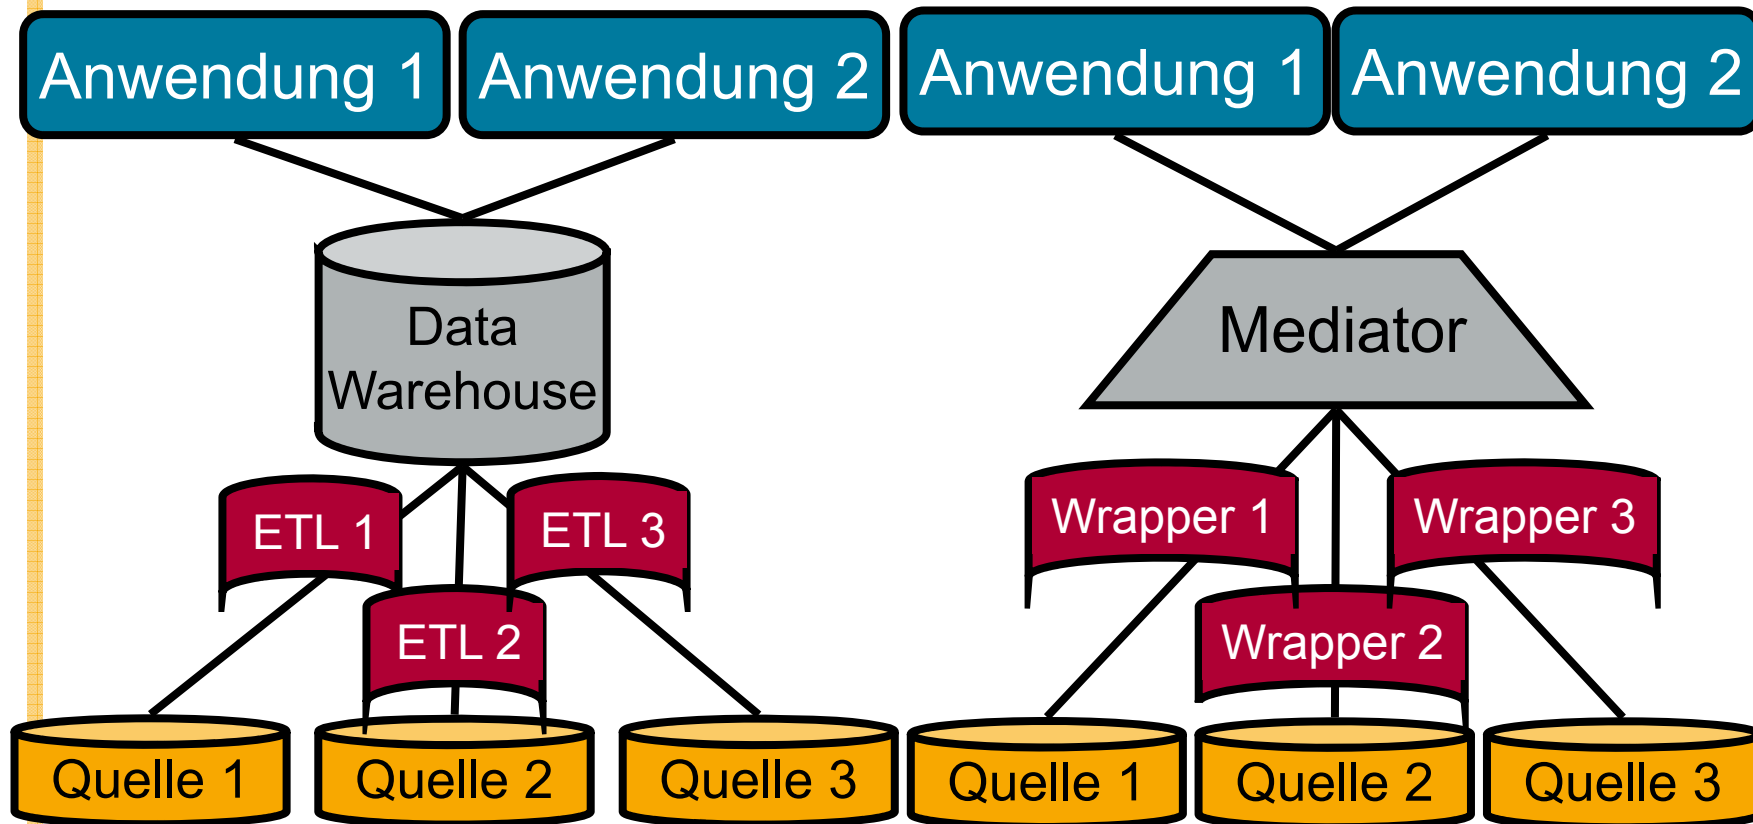 Anwendung 1
Anwendung 2
Anwendung 1
Anwendung 2
Data
Warehouse
Mediator
ETL 1
ETL 3
ETL 2
Wrapper 1
Wrapper 3
Wrapper 2
Quelle 1
Quelle 2
Quelle 3
Quelle 1
Quelle 2
Quelle 3